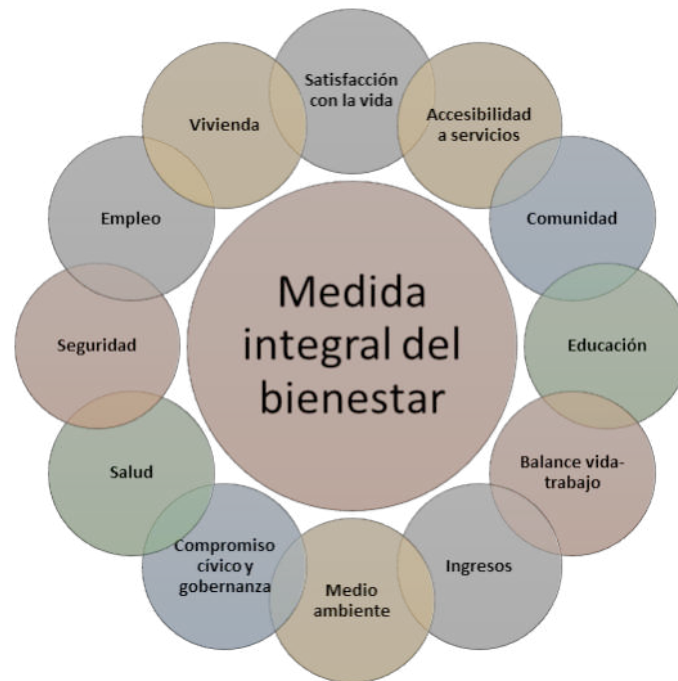 Satisfacción
con la vida
Accesibilidad
a servicios
Comunidad
Educación
Balance vida-
trabajo
Ingresos
Medio
ambiente
Compromiso
cívico y
gobernanza
Salud
Seguridad
Empleo
Vivienda
Medida
integral del
bienestar